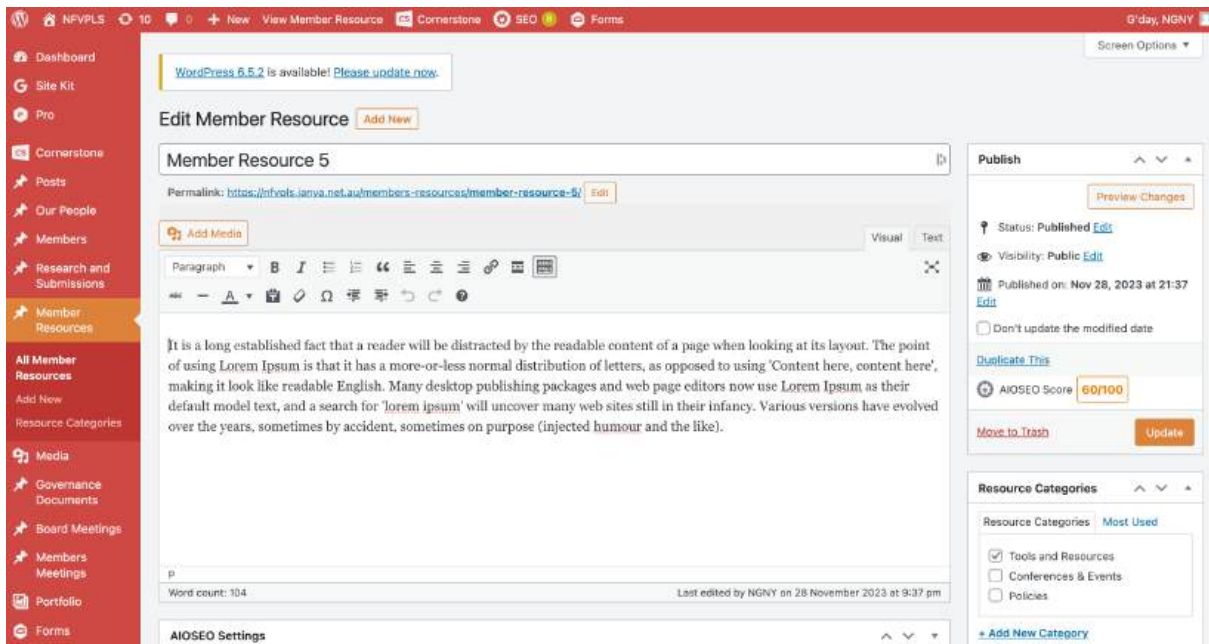 NFVPLS 10 0 + New View Member Resource CS Cornerstone SEO 8 Forms G'day, NGNY
Screen Options ▼
Dashboard
Site Kit
Pro
Cornerstone
Posts
Our People
Members
Research and
Submissions
Member
Resources
All Member
Resources
Add New
Resource Categories
Media
Governance
Documents
Board Meetings
Members
Meetings
Portfolio
Forms
WordPress 6.5.2 is available! Please update now.
Edit Member Resource Add New
Member Resource 5
Permalink: https://nfvpls.ianya.net.au/members-resources/member-resource-5/ Edit
Add Media
Visual Text
Paragraph
It is a long established fact that a reader will be distracted by the readable content of a page when looking at its layout. The point
of using Lorem Ipsum is that it has a more-or-less normal distribution of letters, as opposed to using 'Content here, content here',
making it look like readable English. Many desktop publishing packages and web page editors now use Lorem Ipsum as their
default model text, and a search for 'lorem ipsum' will uncover many web sites still in their infancy. Various versions have evolved
over the years, sometimes by accident, sometimes on purpose (injected humour and the like).
P
Word count: 104 Last edited by NGNY on 28 November 2023 at 9:37 pm
AIOSEO Settings
Publish
Preview Changes
Status: Published Edit
Visibility: Public Edit
Published on: Nov 28, 2023 at 21:37
Edit
Don't update the modified date
Duplicate This
AIOSEO Score 60/100
Move to Trash Update
Resource Categories
Resource Categories Most Used
Tools and Resources
Conferences & Events
Policies
+ Add New Category